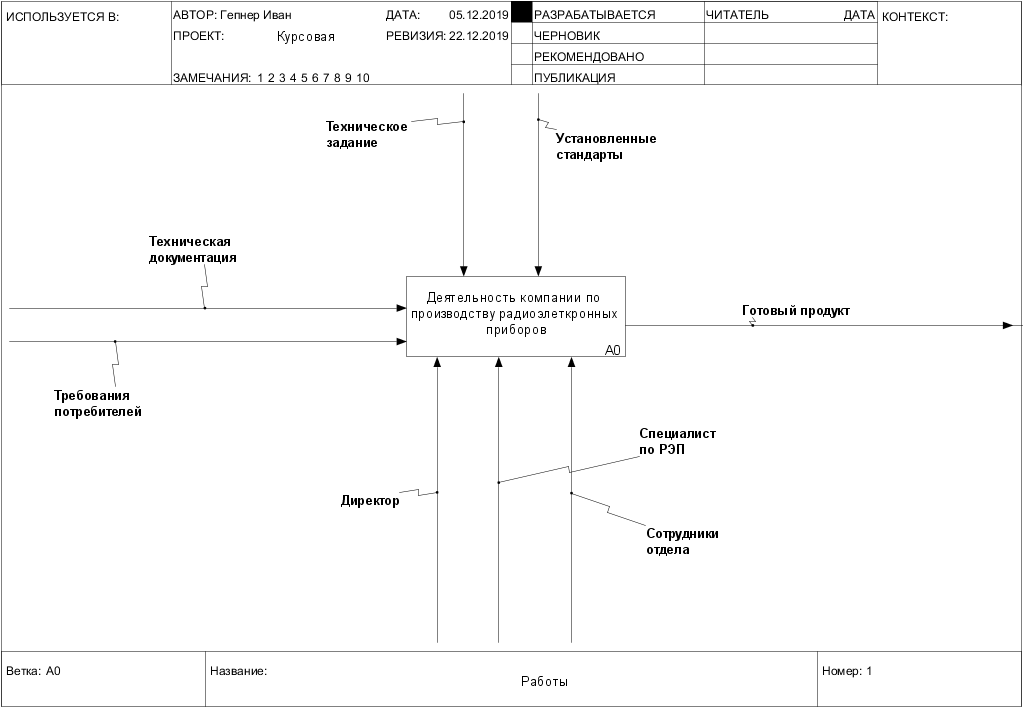 ИСПОЛЬЗУЕТСЯ В:
АВТОР: Гепнер Иван
ДАТА: 05.12.2019
РАЗРАБАТЫВАЕТСЯ
ЧИТАТЕЛЬ
ДАТА
КОНТЕКСТ:
ПРОЕКТ: Курсовая
РЕВИЗИЯ: 22.12.2019
ЧЕРНОВИК
РЕКОМЕНДОВАНО
ЗАМЕЧАНИЯ: 1 2 3 4 5 6 7 8 9 10
ПУБЛИКАЦИЯ
Техническое
задание
Установленные
стандарты
Техническая
документация
Деятельность компании по
производству радиоэлеткронных
приборов
A0
Готовый продукт
Требования
потребителей
Специалист
по РЭП
Директор
Сотрудники
отдела
Ветка: A0
Название:
Работы
Номер: 1